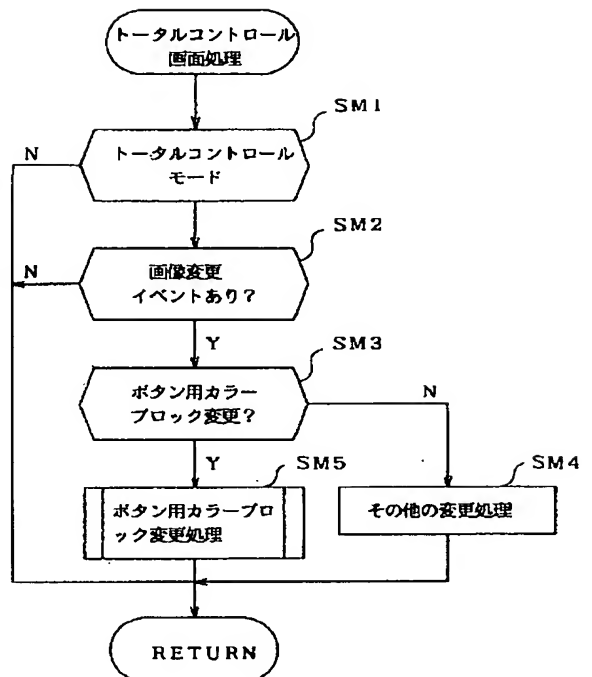 トータルコントロール
画面処理
SM1
N
トータルコントロール
モード
SM2
N
画像変更
イベントあり?
Y
SM3
ボタン用カラー
ブロック変更?
N
Y
SM5
SM4
ボタン用カラーブロ
ック変更処理
その他の変更処理
RETURN